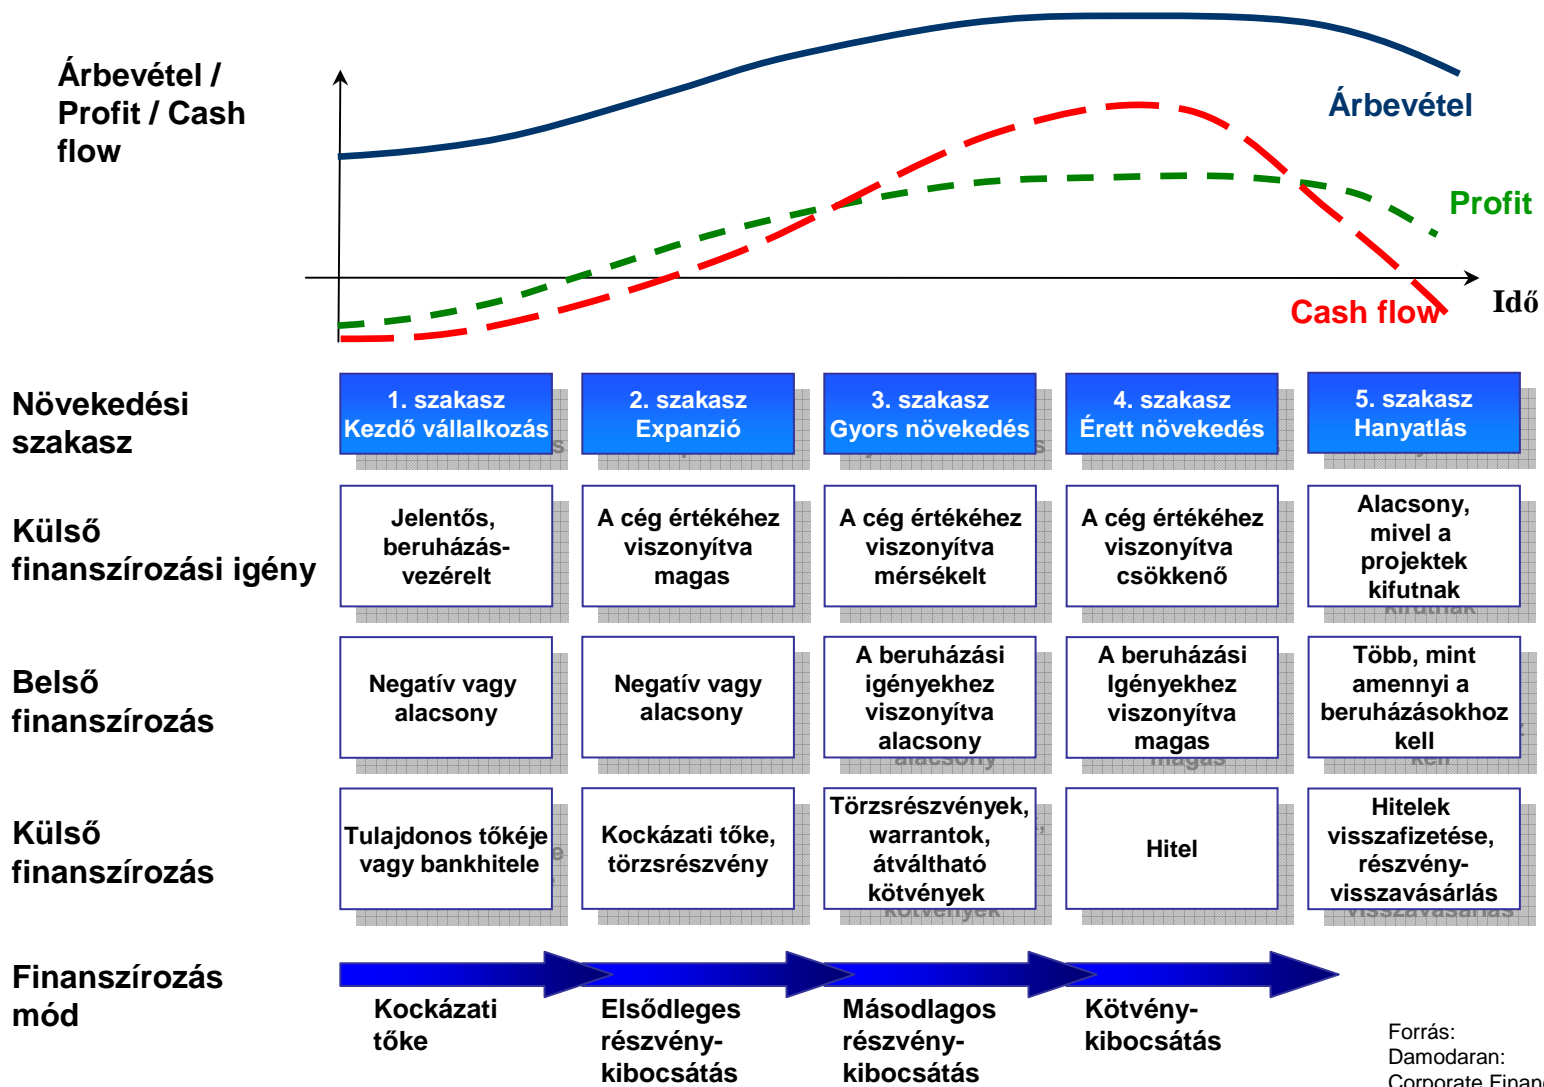 Árbevétel /
Profit / Cash
flow
Árbevétel
Profit
Cash flow
Idő
Növekedési
szakasz
1. szakasz
Kezdő vállalkozás
2. szakasz
Expanzió
3. szakasz
Gyors növekedés
4. szakasz
Érett növekedés
5. szakasz
Hanyatlás
Külső
finanszírozási igény
Jelentős,
beruházás-
vezérelt
A cég értékéhez
viszonyítva
magas
A cég értékéhez
viszonyítva
mérsékelt
A cég értékéhez
viszonyítva
csökkenő
Alacsony,
mivel a
projektek
kifutnak
Belső
finanszírozás
Negatív vagy
alacsony
Negatív vagy
alacsony
A beruházási
igényekhez
viszonyítva
alacsony
A beruházási
Igényekhez
viszonyítva
magas
Több, mint
amennyi a
beruházásokhoz
kell
Külső
finanszírozás
Tulajdonos tőkéje
vagy bankhitele
Kockázati tőke,
törzsrészvény
Törzsrészvények,
warrantok,
átváltható
kötvények
Hitel
Hitelek
visszafizetése,
részvény-
visszavásárlás
Finanszírozás
mód
Kockázati
tőke
Elsődleges
részvény-
kibocsátás
Másodlagos
részvény-
kibocsátás
Kötvény-
kibocsátás
Forrás:
Damodaran:
Corporate